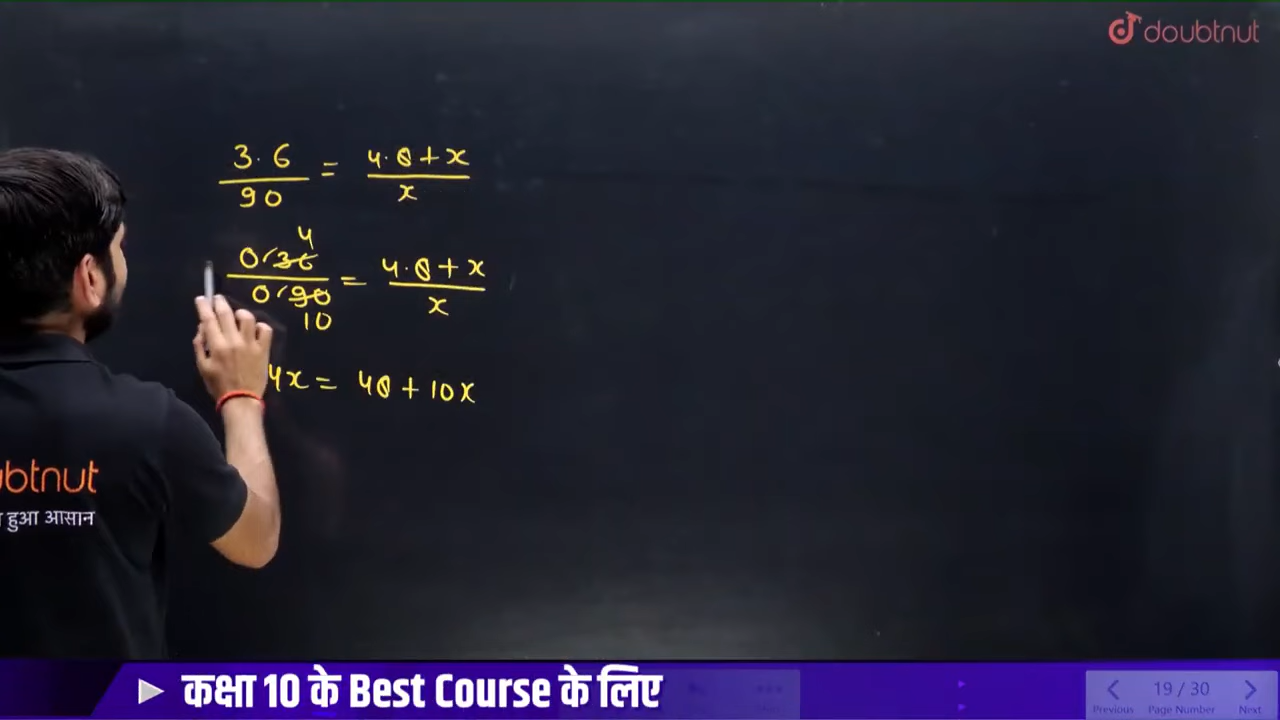 doubtnut
3.6/90 = 4.8+x/x
4
0.36/0.90 = 4.8+x/x
10
4x = 48+10x
ubtnut
हुआ आसान
कक्षा 10 के Best Course के लिए
19 / 30
Previous Page Number Next